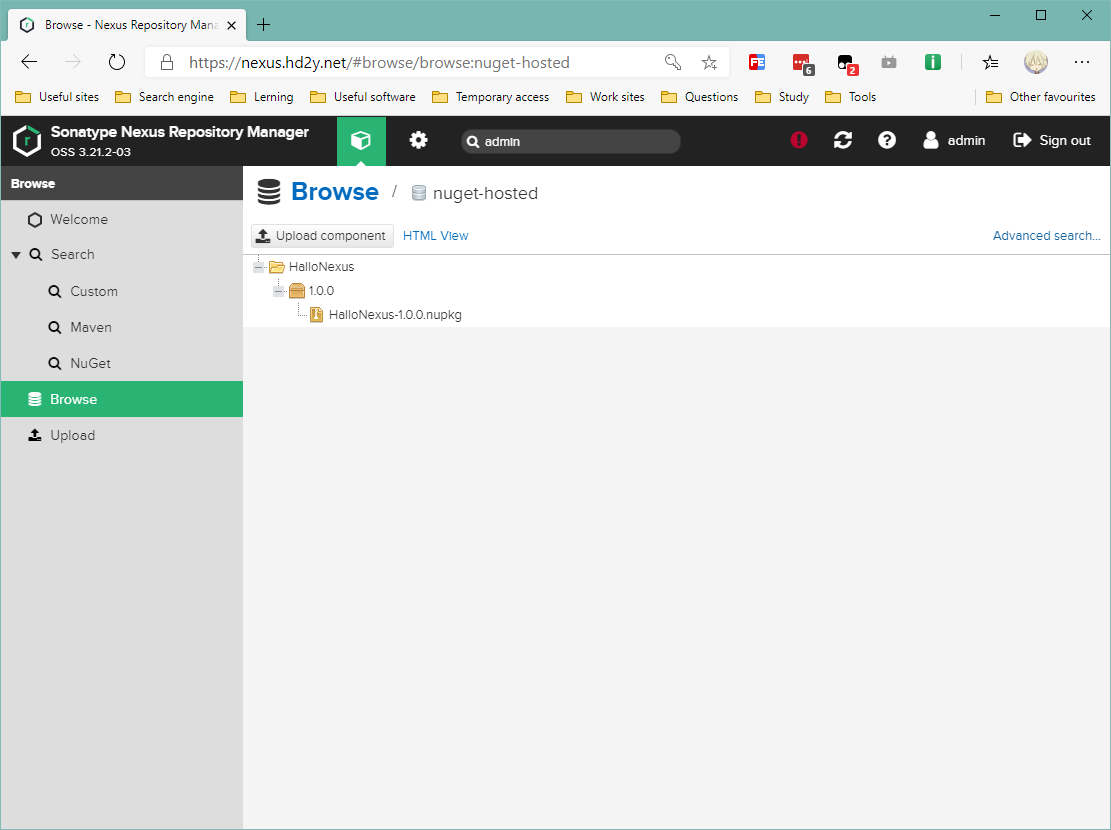 Browse - Nexus Repository Mana
https://nexus.hd2y.net/#browse/browse:nuget-hosted
FE
6
2
i
Useful sites Search engine Lerning Useful software Temporary access Work sites Questions Study Tools Other favourites
Sonatype Nexus Repository Manager
OSS 3.21.2-03
admin
admin
Sign out
Browse
Welcome
Search
Custom
Maven
NuGet
Browse
Upload
Browse / nuget-hosted
Upload component HTML View Advanced search...
HalloNexus
1.0.0
HalloNexus-1.0.0.nupkg